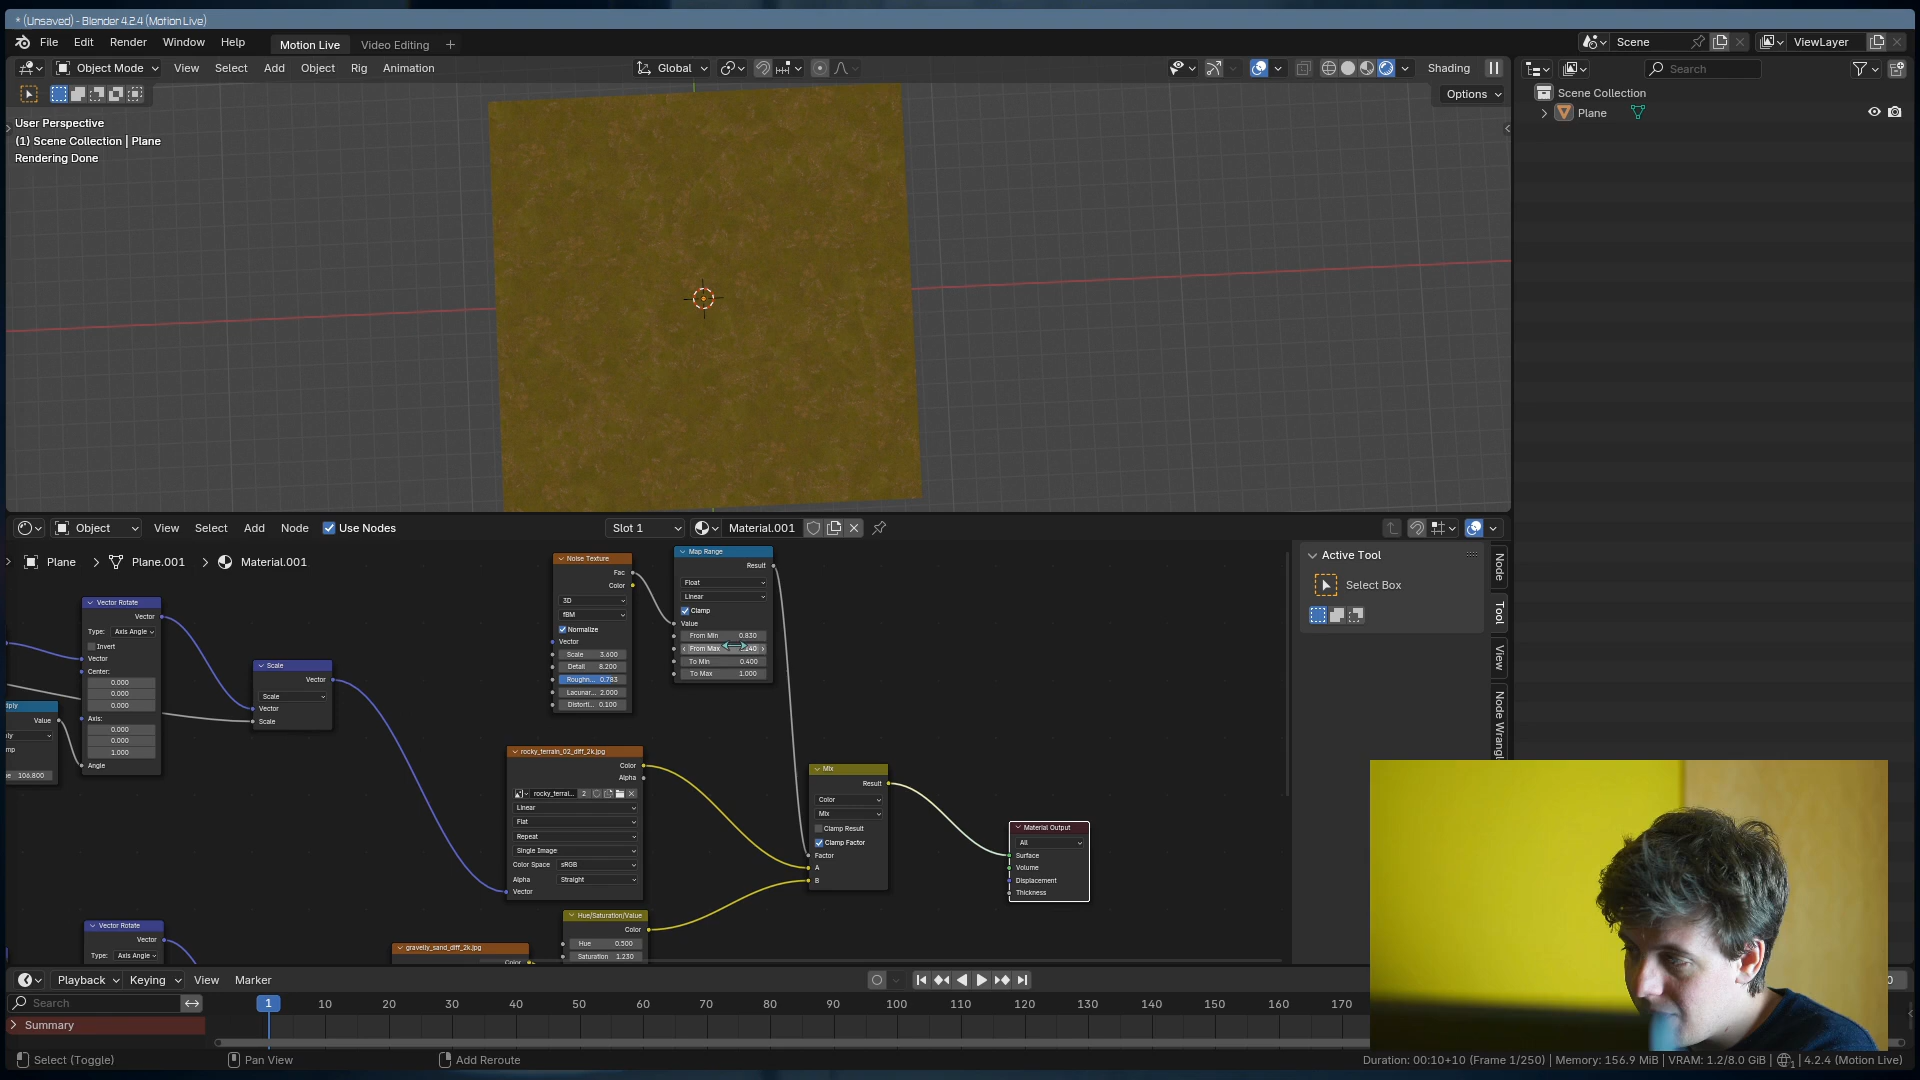 * (Unsaved) - Blender 4.2.4 (Motion Live)
File Edit Render Window Help Motion Live Video Editing + Scene ViewLayer
Object Mode View Select Add Object Rig Animation Global Shading Search
Options
User Perspective
(1) Scene Collection | Plane
Rendering Done
Scene Collection
Plane
Object View Select Add Node Use Nodes Slot 1 Material.001
Plane > Plane.001 > Material.001
Vector Rotate
Vector
Type: Axis Angle
Invert
Vector
Center:
0.000
0.000
0.000
Axis:
0.000
0.000
1.000
Angle
Value
106.800
Scale
Vector
Scale
Vector
Scale
Noise Texture
Fac
Color
3D
fBM
Normalize
Vector
Scale 3.600
Detail 8.200
Roughn... 0.783
Lacunar... 2.000
Distorti... 0.100
Map Range
Result
Float
Linear
Clamp
Value
From Min 0.830
From Max
To Min 0.400
To Max 1.000
rocky_terrain_02_diff_2k.jpg
Color
Alpha
rocky_terrai... 2
Linear
Flat
Repeat
Single Image
Color Space sRGB
Alpha Straight
Vector
Mix
Result
Color
Mix
Clamp Result
Clamp Factor
Factor
A
B
Material Output
All
Surface
Volume
Displacement
Thickness
Vector Rotate
Vector
Type: Axis Angle
gravelly_sand_diff_2k.jpg
Color
Hue/Saturation/Value
Color
Hue 0.500
Saturation 1.230
Active Tool
Select Box
Node
Tool
View
Node Wrangl
Playback Keying View Marker
Search
1 10 20 30 40 50 60 70 80 90 100 110 120 130 140 150 160 170
Summary
Select (Toggle) Pan View Add Reroute Duration: 00:10+10 (Frame 1/250) | Memory: 156.9 MiB | VRAM: 1.2/8.0 GiB | 4.2.4 (Motion Live)